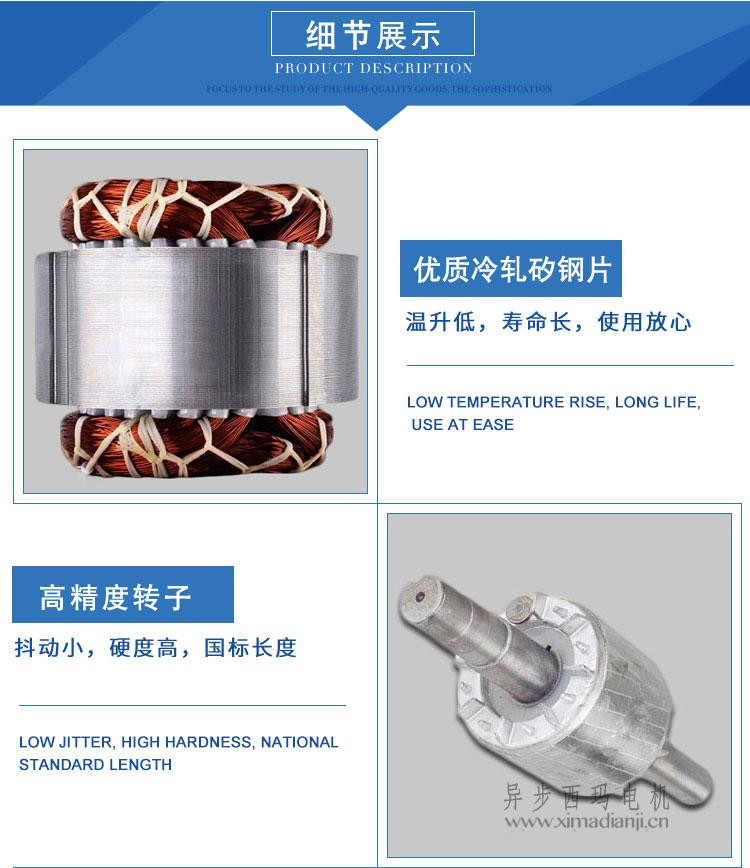 细节展示
PRODUCT DESCRIPTION
FOCUS TO THE STUDY OF THE HIGH-QUALITY GOODS, THE SOPHISTICATION
优质冷轧矽钢片
温升低，寿命长，使用放心
LOW TEMPERATURE RISE, LONG LIFE,
USE AT EASE
高精度转子
抖动小，硬度高，国标长度
LOW JITTER, HIGH HARDNESS, NATIONAL
STANDARD LENGTH
异步西玛电机
www.ximadianji.cn